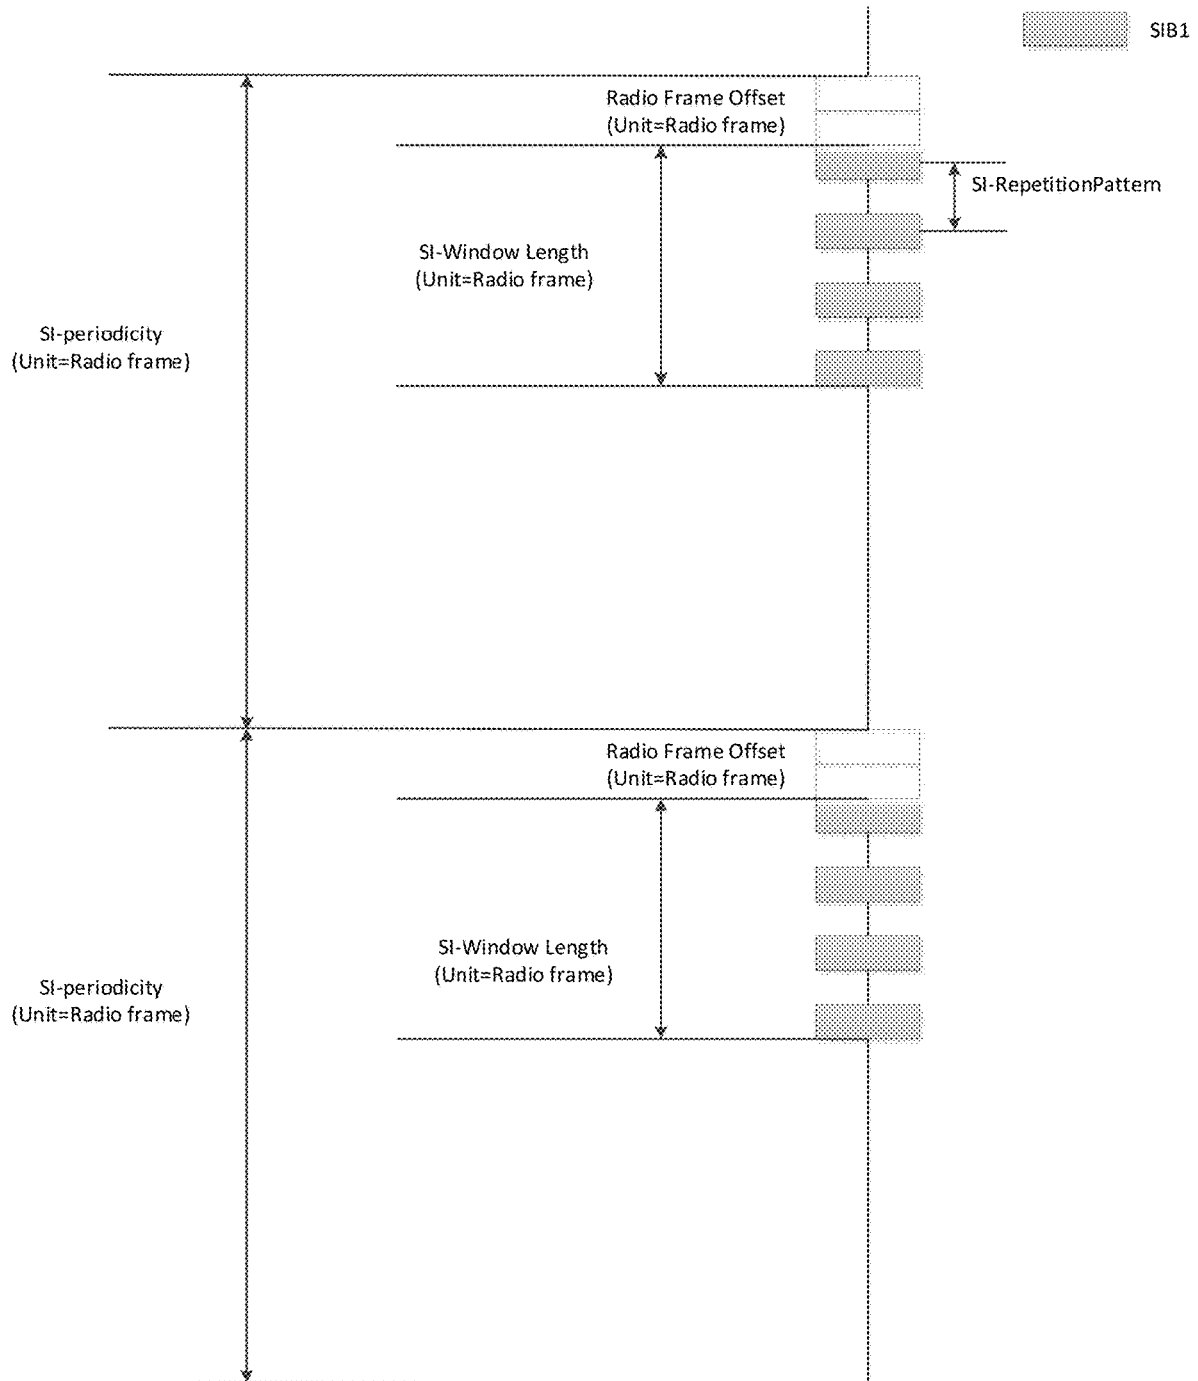 SIB1
Radio Frame Offset
(Unit=Radio frame)
SI-RepetitionPattern
SI-Window Length
(Unit=Radio frame)
SI-periodicity
(Unit=Radio frame)
Radio Frame Offset
(Unit=Radio frame)
SI-Window Length
(Unit=Radio frame)
SI-periodicity
(Unit=Radio frame)